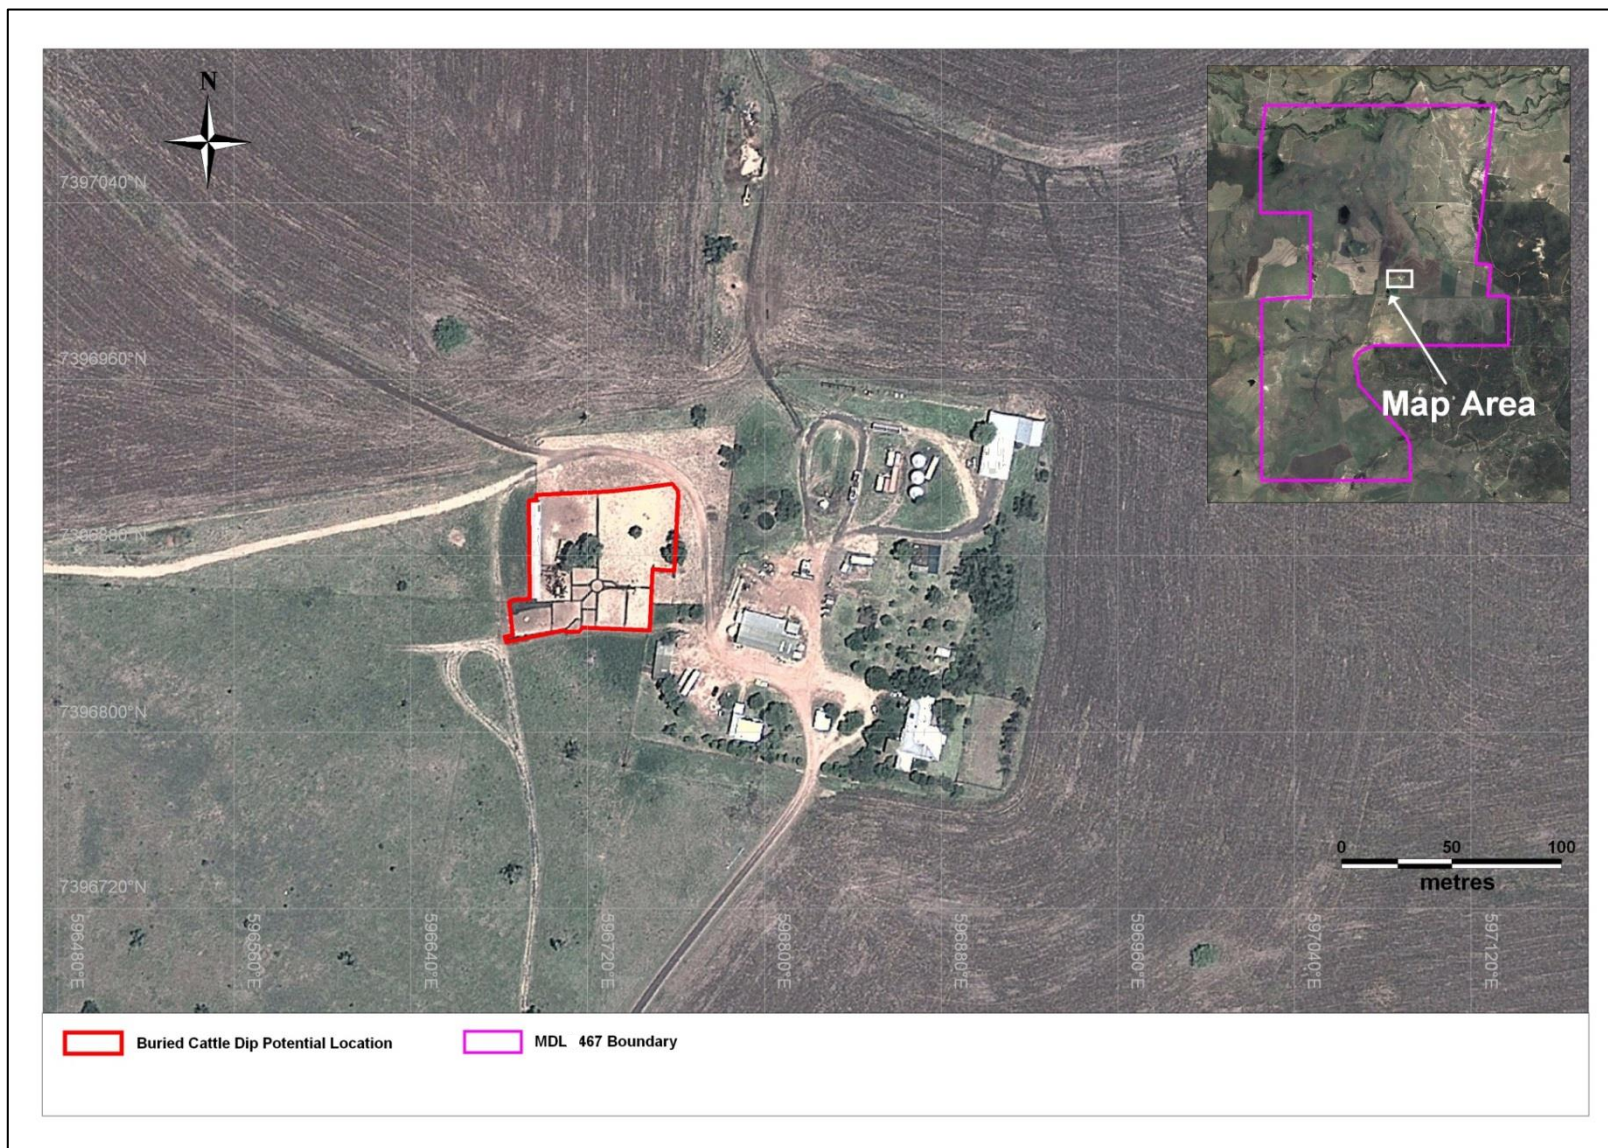 N
7397040°N
7396960°N
7396880°N
7396800°N
7396720°N
596480°E
596560°E
596640°E
596720°E
596800°E
596880°E
596960°E
597040°E
597120°E
Map Area
0 50 100
metres
Buried Cattle Dip Potential Location
MDL 467 Boundary